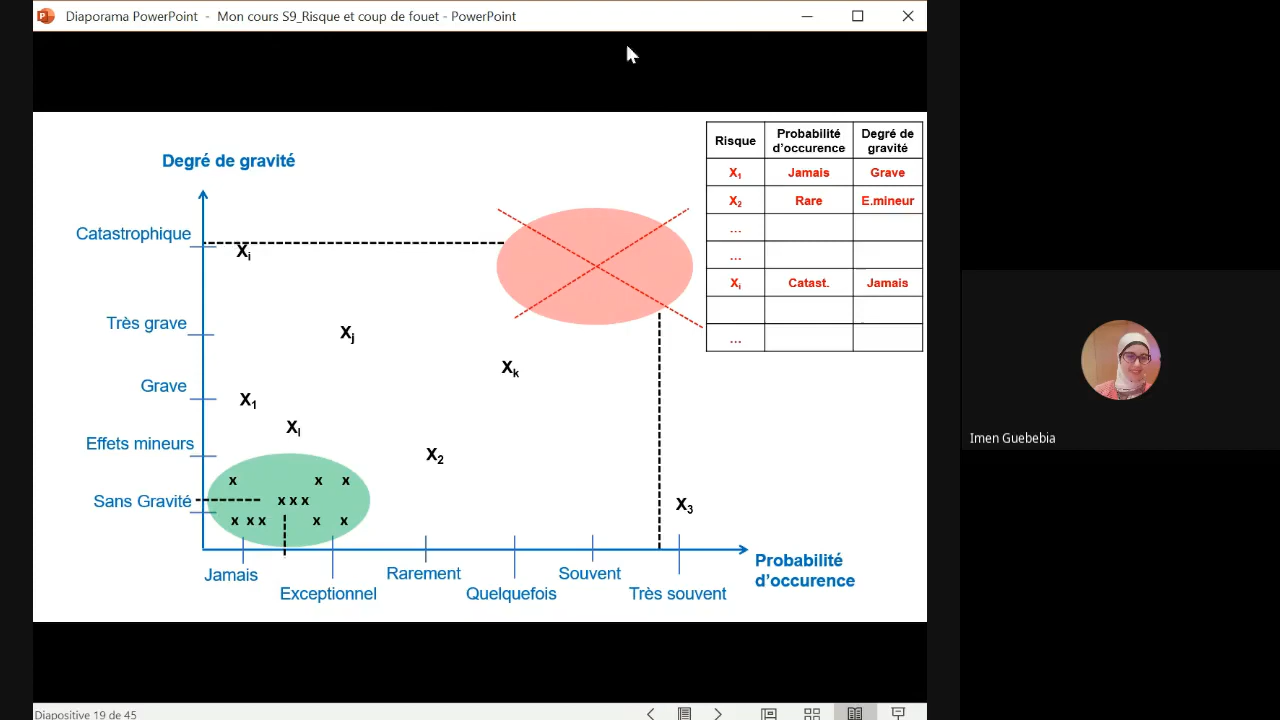 Diaporama PowerPoint - Mon cours S9_Risque et coup de fouet - PowerPoint
Degré de gravité
Catastrophique
Très grave
Grave
Effets mineurs
Sans Gravité
Xi
Xj
Xk
X1
Xl
X2
X3
x x x
x x x
x x x x x
Jamais
Exceptionnel
Rarement
Quelquefois
Souvent
Très souvent
Probabilité
d’occurence
Risque Probabilité d’occurence Degré de gravité
X1 Jamais Grave
X2 Rare E.mineur
...
...
Xi Catast. Jamais
...
Imen Guebebia
Diapositive 19 de 45